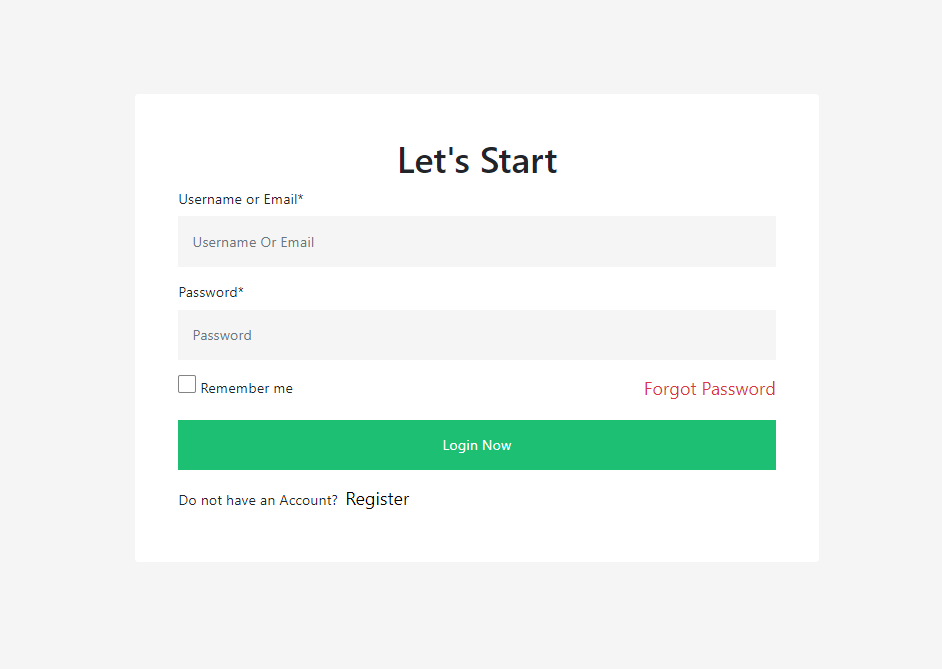 Let's Start
Username or Email*
Username Or Email
Password*
Password
Remember me Forgot Password
Login Now
Do not have an Account? Register